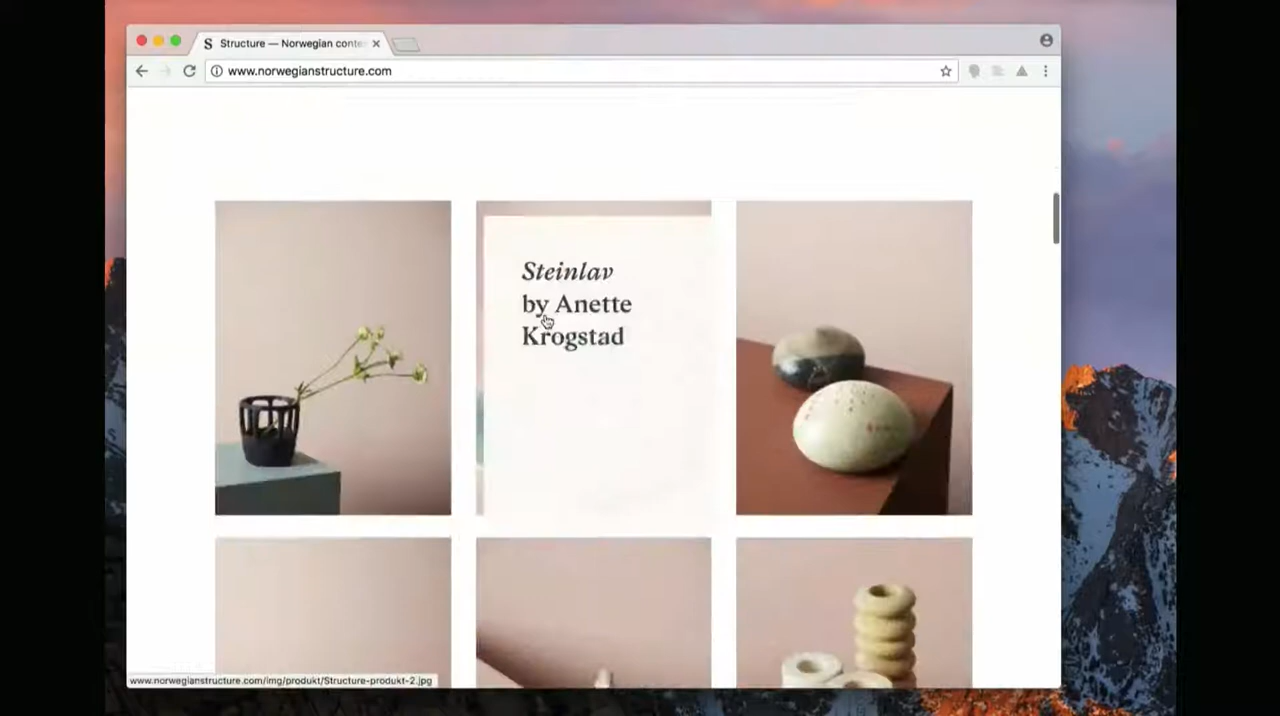 S Structure — Norwegian conte
www.norwegianstructure.com
Steinlav
by Anette
Krogstad
www.norwegianstructure.com/img/produkt/Structure-produkt-2.jpg